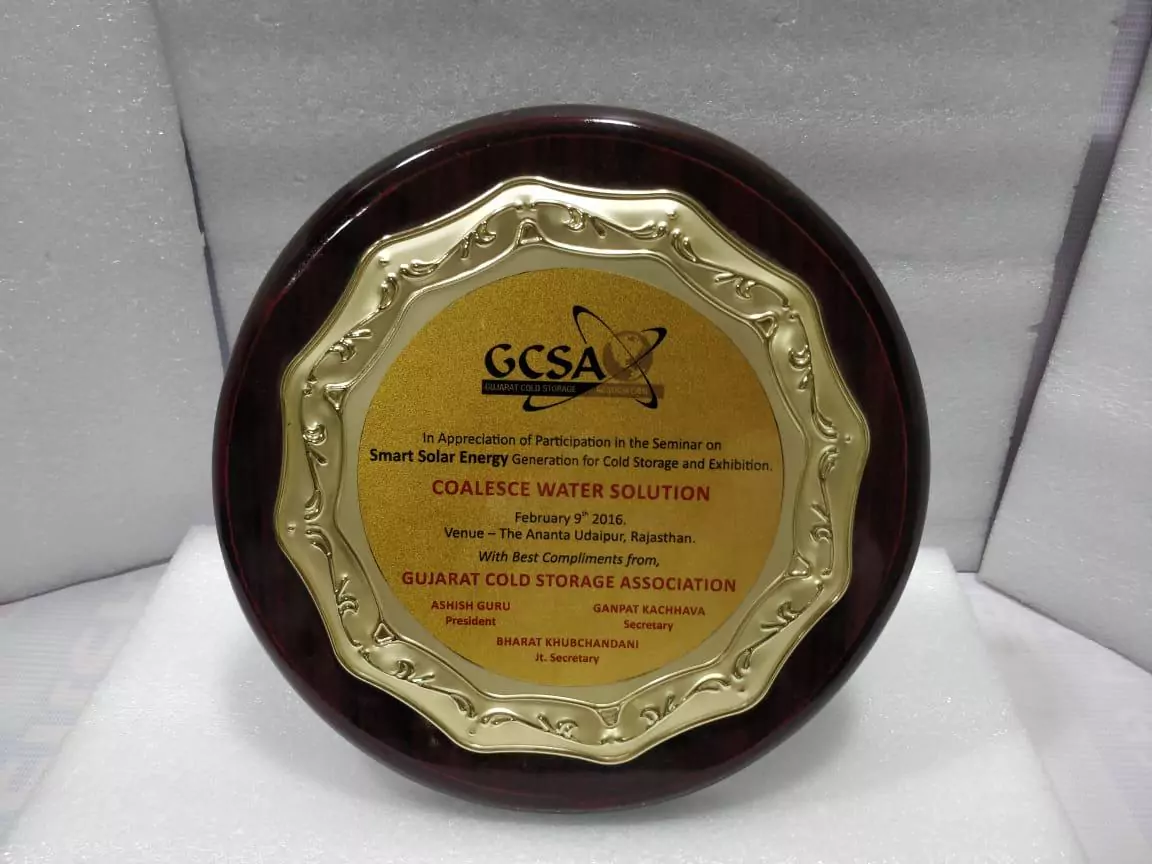 GCSA
GUJARAT COLD STORAGE ASSOCIATION
In Appreciation of Participation in the Seminar on
Smart Solar Energy Generation for Cold Storage and Exhibition.
COALESCE WATER SOLUTION
February 9th 2016.
Venue – The Ananta Udaipur, Rajasthan.
With Best Compliments from,
GUJARAT COLD STORAGE ASSOCIATION
ASHISH GURU GANPAT KACHHAVA
President Secretary
BHARAT KHUBCHANDANI
Jt. Secretary